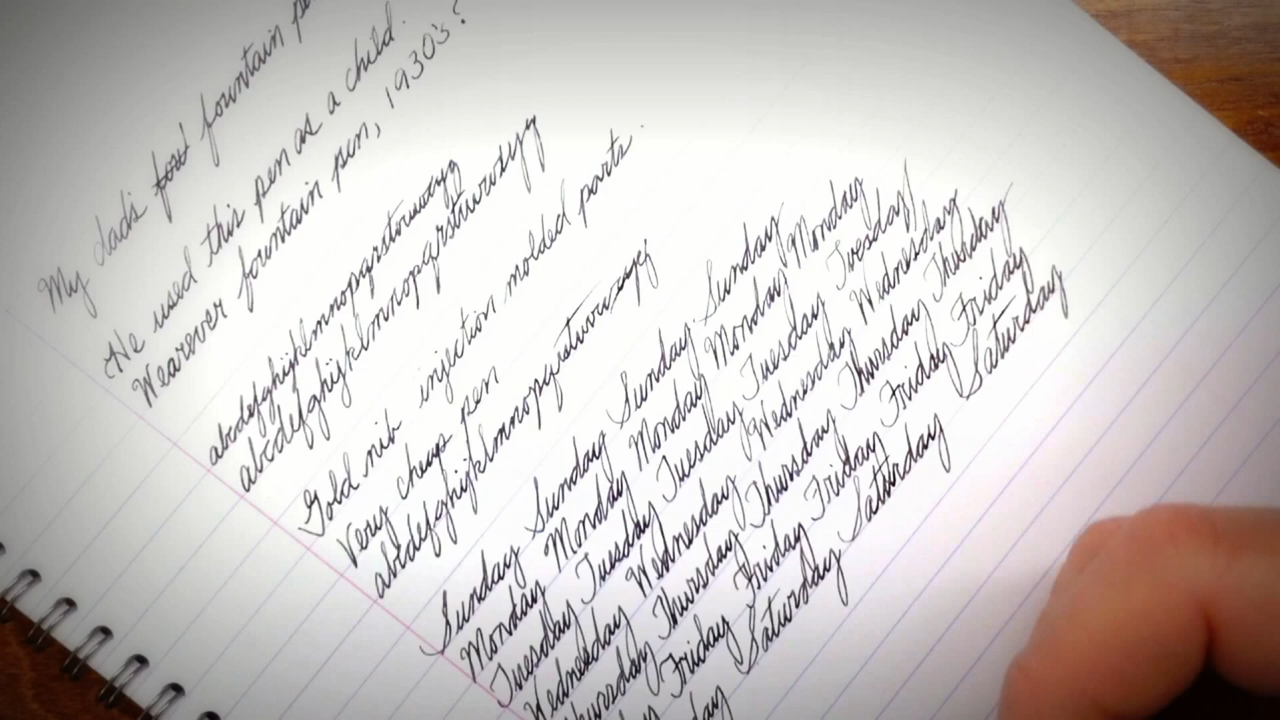 My dad's fountain
He used this pen as a child.
Wearever fountain pen, 1930's?
abcdefghijklmnopqrstuvwxyz
abcdefghijklmnopqrstuvwxyz
Gold nib injection molded parts.
Very cheap pen
abcdefghijklmnopqrstuvwxyz
Sunday Sunday Sunday Sunday
Monday Monday Monday Monday
Tuesday Tuesday Tuesday Tuesday
Wednesday Wednesday Wednesday Wednesday
Thursday Thursday Thursday Thursday
Friday Friday Friday Friday
Saturday Saturday Saturday